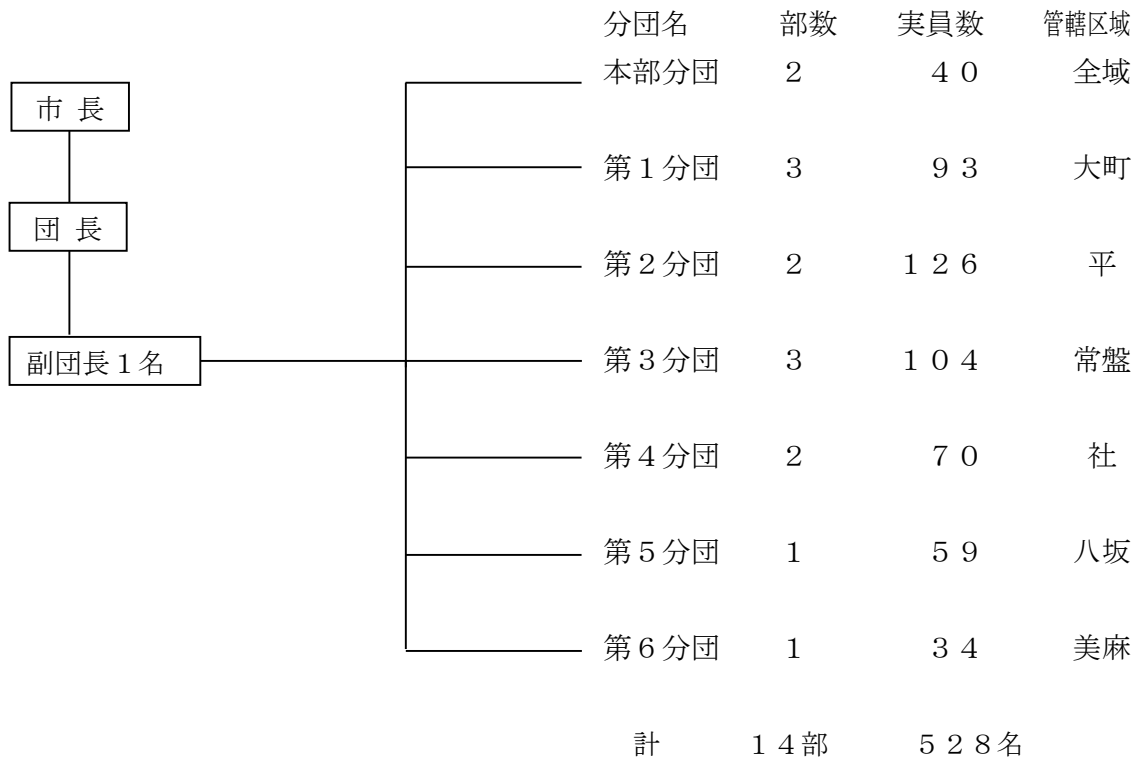 分団名 部数 実員数 管轄区域
本部分団 2 40 全域
市 長
第1分団 3 93 大町
団 長
第2分団 2 126 平
副団長1名
第3分団 3 104 常盤
第4分団 2 70 社
第5分団 1 59 八坂
第6分団 1 34 美麻
計 14部 528名